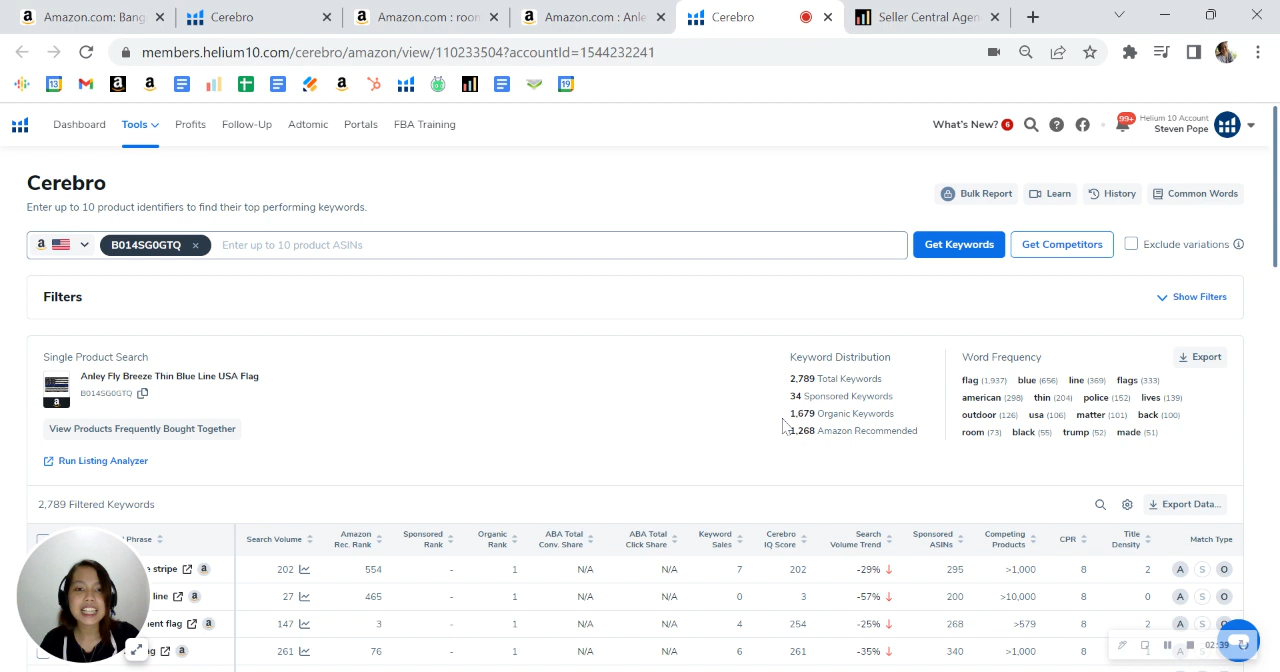 Amazon.com: Bang
Cerebro
Amazon.com : roon
Amazon.com : Anle
Cerebro
Seller Central Agen
members.helium10.com/cerebro/amazon/view/110233504?accountId=1544232241
13
19
Dashboard
Tools
Profits
Follow-Up
Adtomic
Portals
FBA Training
What's New? 6
99+
Helium 10 Account
Steven Pope
Cerebro
Enter up to 10 product identifiers to find their top performing keywords.
Bulk Report
Learn
History
Common Words
B014SG0GTQ
Enter up to 10 product ASINs
Get Keywords
Get Competitors
Exclude variations
Filters
Show Filters
Single Product Search
Anley Fly Breeze Thin Blue Line USA Flag
B014SG0GTQ
View Products Frequently Bought Together
Run Listing Analyzer
Keyword Distribution
2,789 Total Keywords
34 Sponsored Keywords
1,679 Organic Keywords
1,268 Amazon Recommended
Word Frequency
Export
flag (1,937) blue (656) line (369) flags (333)
american (298) thin (204) police (152) lives (139)
outdoor (126) usa (106) matter (101) back (100)
room (73) black (55) trump (52) made (51)
2,789 Filtered Keywords
Export Data...
Phrase
Search Volume
Amazon Rec. Rank
Sponsored Rank
Organic Rank
ABA Total Conv. Share
ABA Total Click Share
Keyword Sales
Cerebro IQ Score
Search Volume Trend
Sponsored ASINs
Competing Products
CPR
Title Density
Match Type
stripe 202 554 - 1 N/A N/A 7 202 -29% 295 >1,000 8 2 A S O
line 27 465 - 1 N/A N/A 0 3 -57% 200 >10,000 8 0 A S O
flag 147 3 - 1 N/A N/A 4 254 -25% 268 >579 8 2 A S O
261 76 - 1 N/A N/A 6 261 -35% 340 >1,000 8
02:39